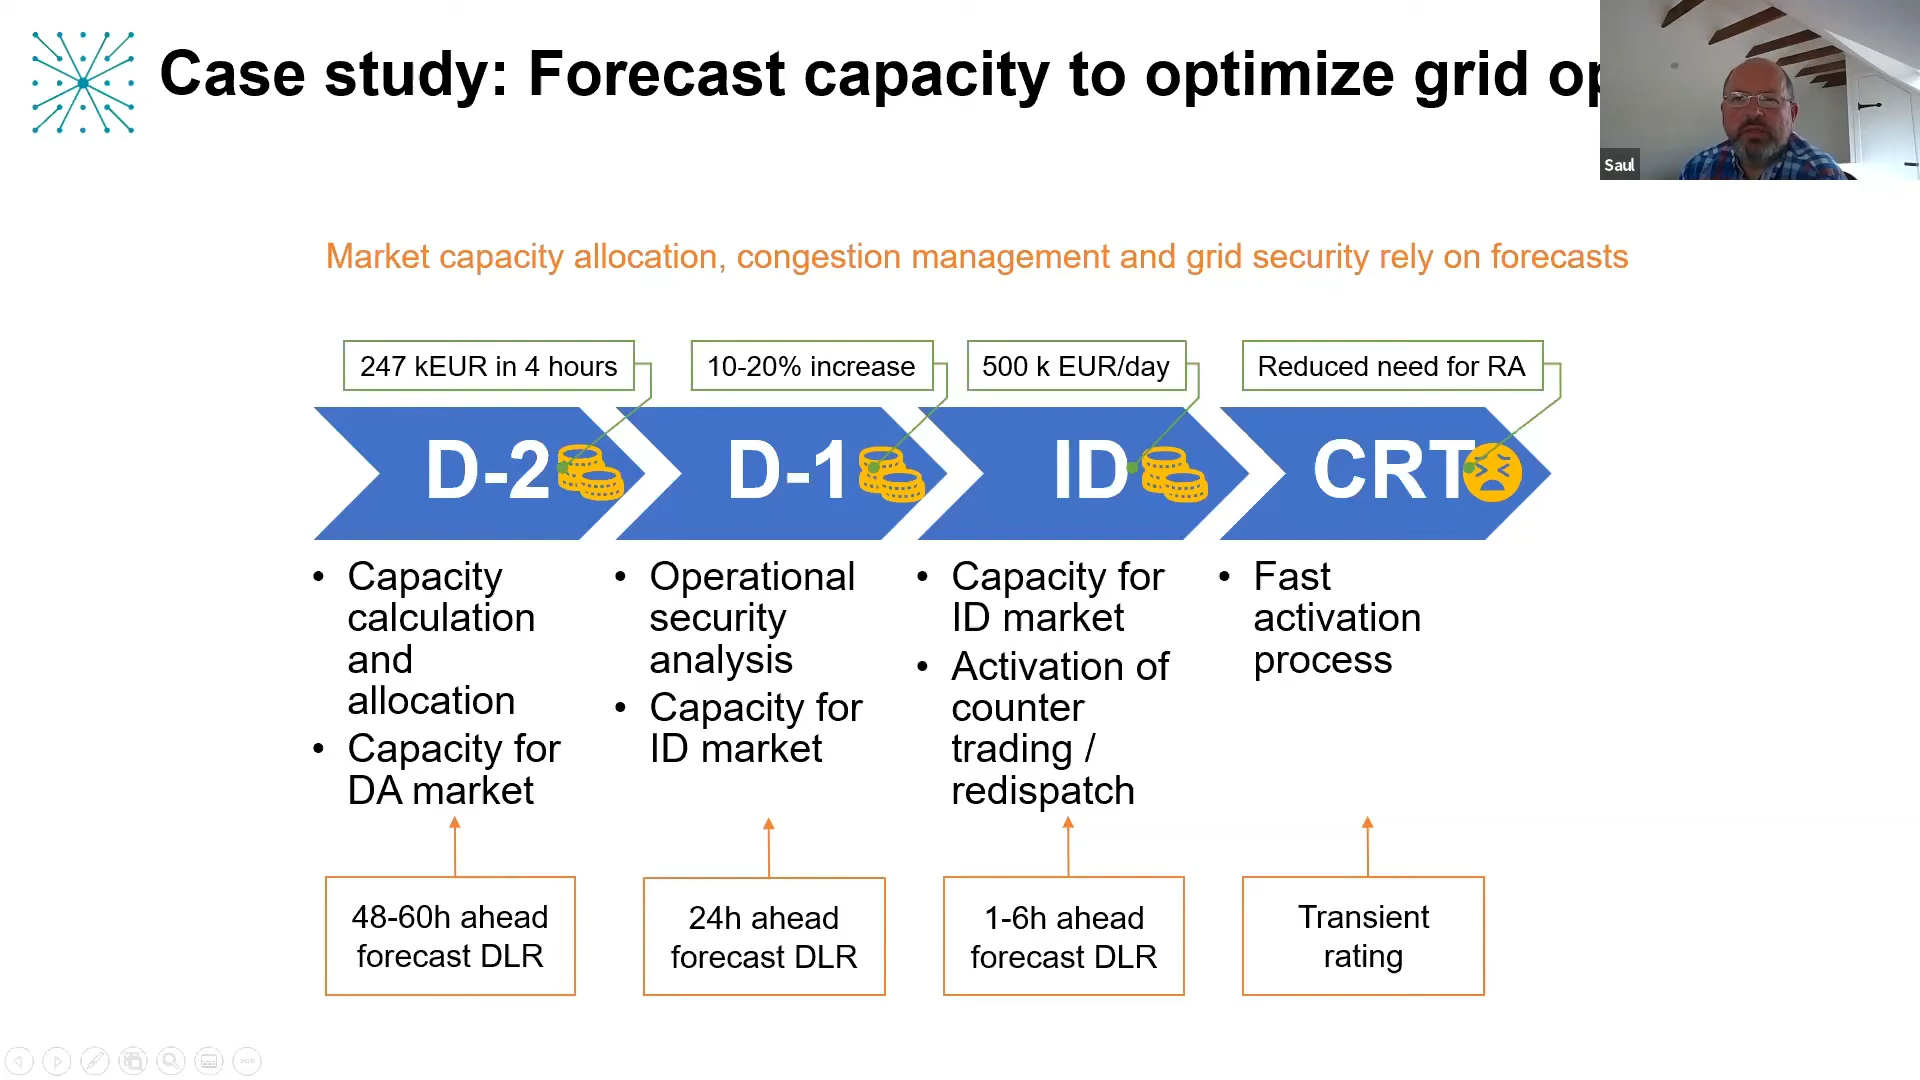 Case study: Forecast capacity to optimize grid op
Saul
Market capacity allocation, congestion management and grid security rely on forecasts
247 kEUR in 4 hours
10-20% increase
500 k EUR/day
Reduced need for RA
D-2
D-1
ID
CRT
• Capacity
calculation
and
allocation
• Capacity for
DA market
• Operational
security
analysis
• Capacity for
ID market
• Capacity for
ID market
• Activation of
counter
trading /
redispatch
• Fast
activation
process
48-60h ahead
forecast DLR
24h ahead
forecast DLR
1-6h ahead
forecast DLR
Transient
rating